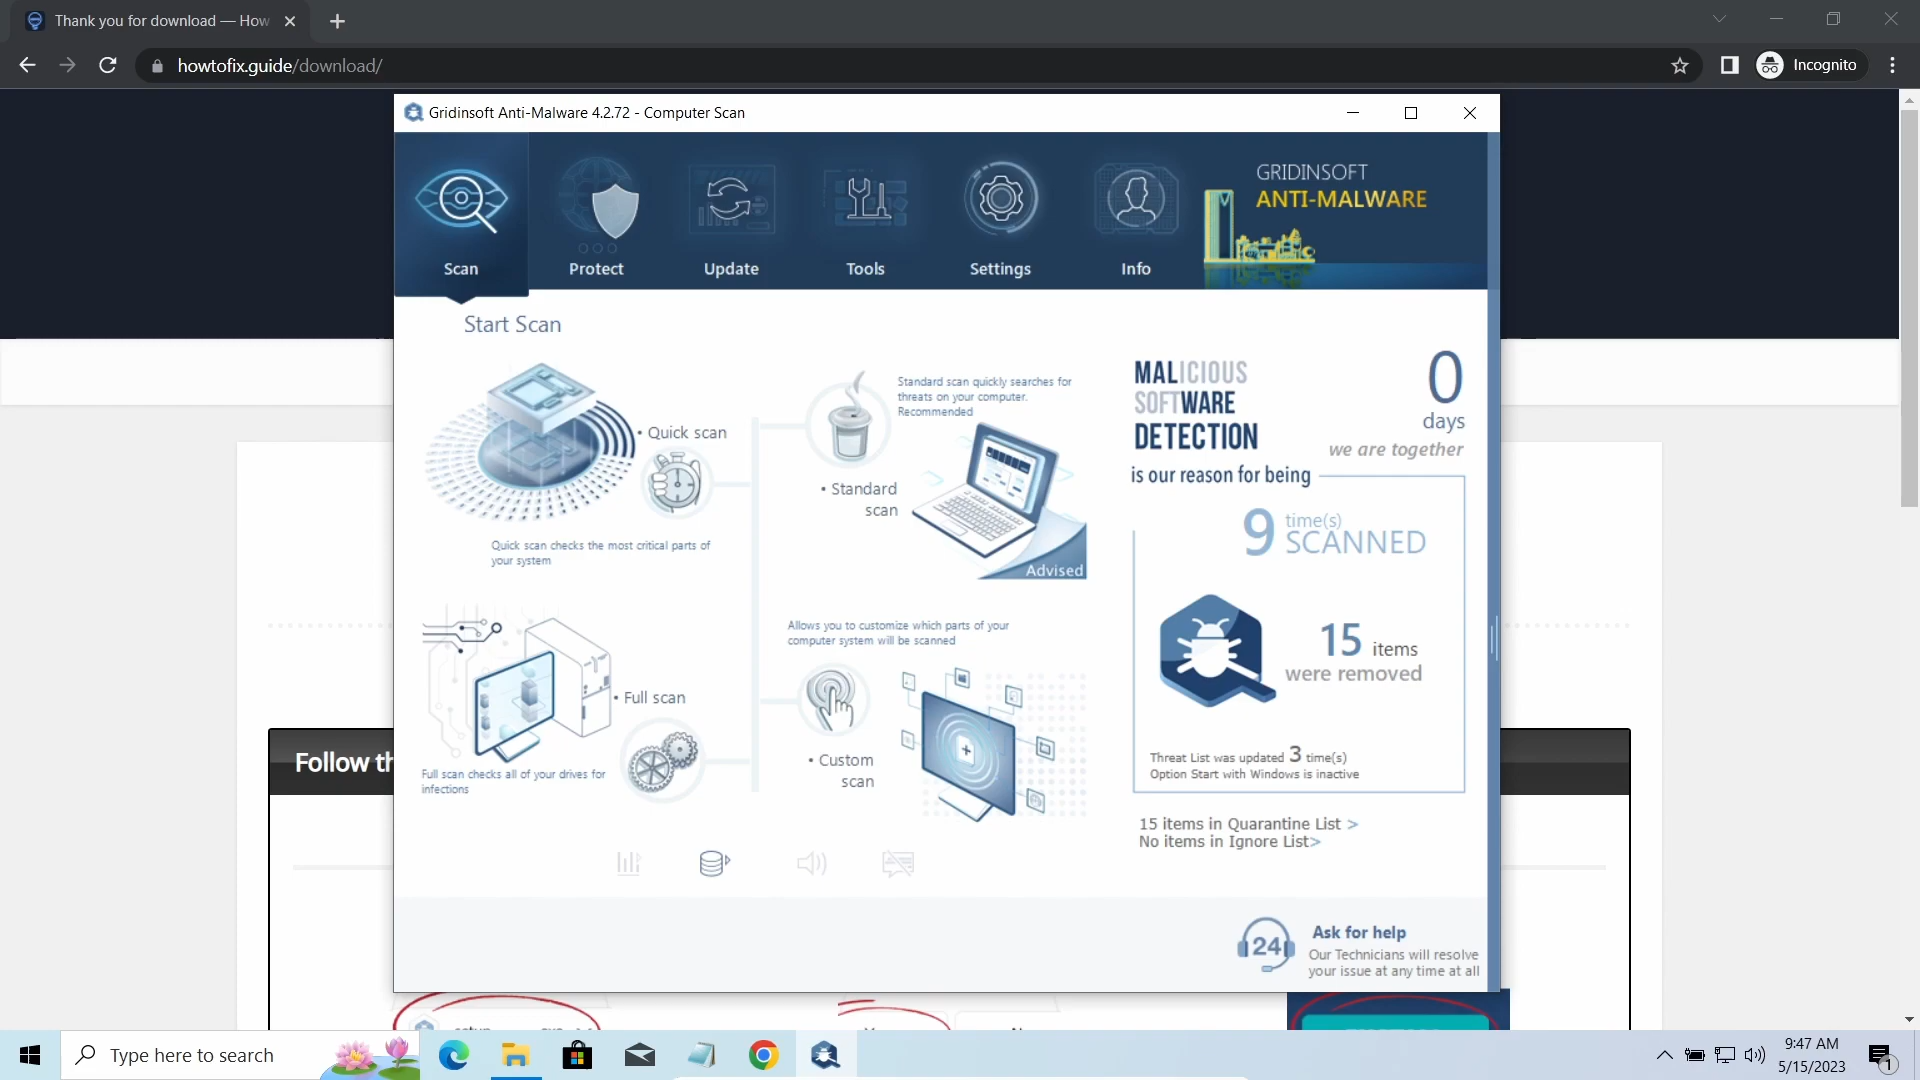 Thank you for download — How
howtofix.guide/download/
Incognito
Gridinsoft Anti-Malware 4.2.72 - Computer Scan
Scan
Protect
Update
Tools
Settings
Info
GRIDINSOFT
ANTI-MALWARE
Start Scan
• Quick scan
Quick scan checks the most critical parts of
your system
Standard scan quickly searches for
threats on your computer.
Recommended
• Standard
scan
Advised
• Full scan
Full scan checks all of your drives for
infections
Allows you to customize which parts of your
computer system will be scanned
• Custom
scan
MALICIOUS
SOFTWARE
DETECTION
is our reason for being
0
days
we are together
9 time(s)
SCANNED
15 items
were removed
Threat List was updated 3 time(s)
Option Start with Windows is inactive
15 items in Quarantine List >
No items in Ignore List>
24
Ask for help
Our Technicians will resolve
your issue at any time at all
Follow
Type here to search
9:47 AM
5/15/2023
1